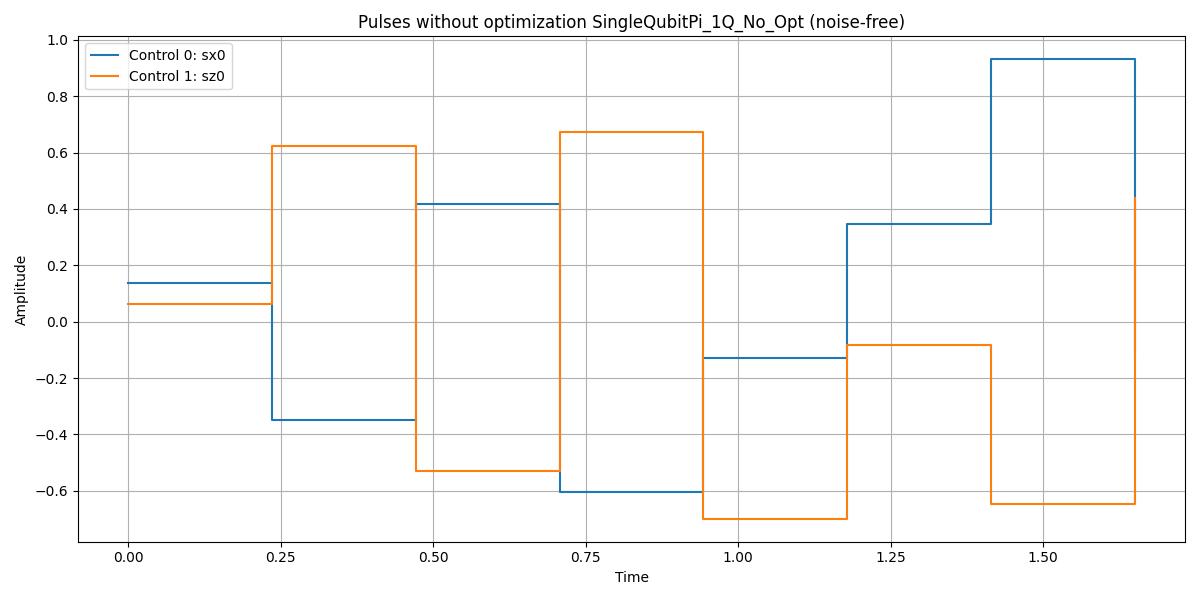 Pulses without optimization SingleQubitPi_1Q_No_Opt (noise-free)
Control 0: sx0
Control 1: sz0
Amplitude
1.0
0.8
0.6
0.4
0.2
0.0
−0.2
−0.4
−0.6
0.00 0.25 0.50 0.75 1.00 1.25 1.50
Time